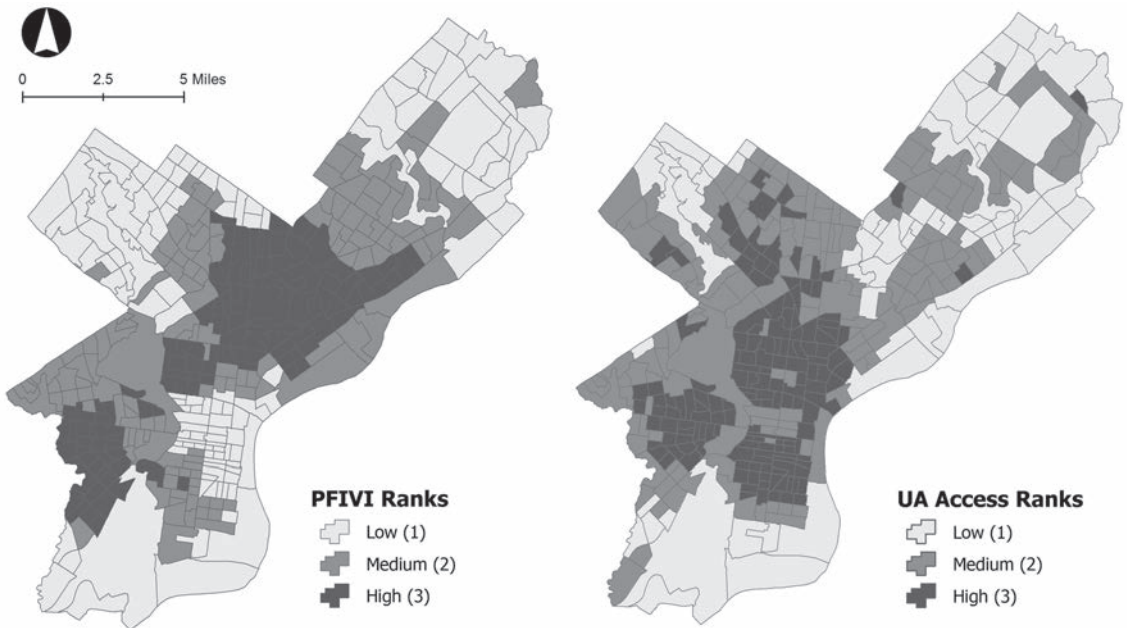 0 2.5 5 Miles
PFIVI Ranks
Low (1)
Medium (2)
High (3)
UA Access Ranks
Low (1)
Medium (2)
High (3)